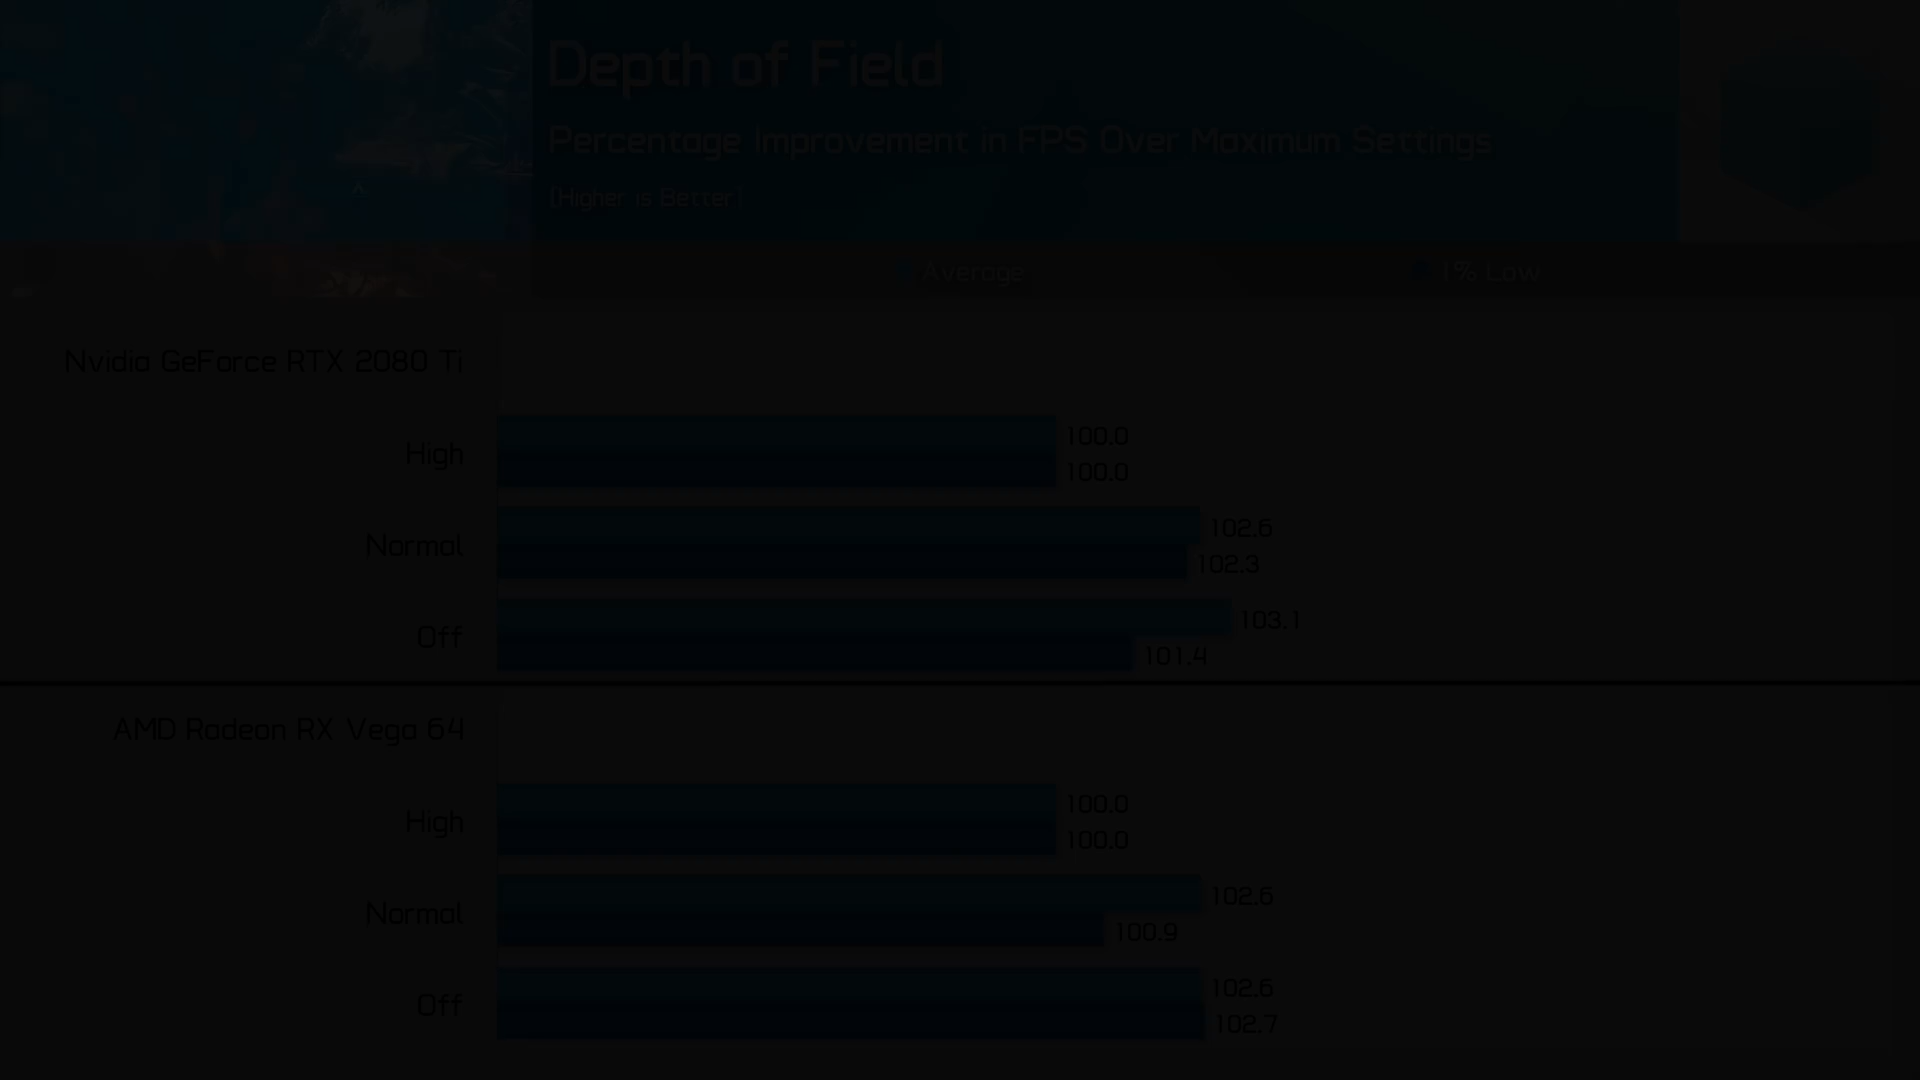 Depth of Field
Percentage Improvement in FPS Over Maximum Settings
[Higher is Better]
Average
1% Low
Nvidia GeForce RTX 2080 Ti
High
100.0
100.0
Normal
102.6
102.3
Off
103.1
101.4
AMD Radeon RX Vega 64
High
100.0
100.0
Normal
102.6
100.9
Off
102.6
102.7